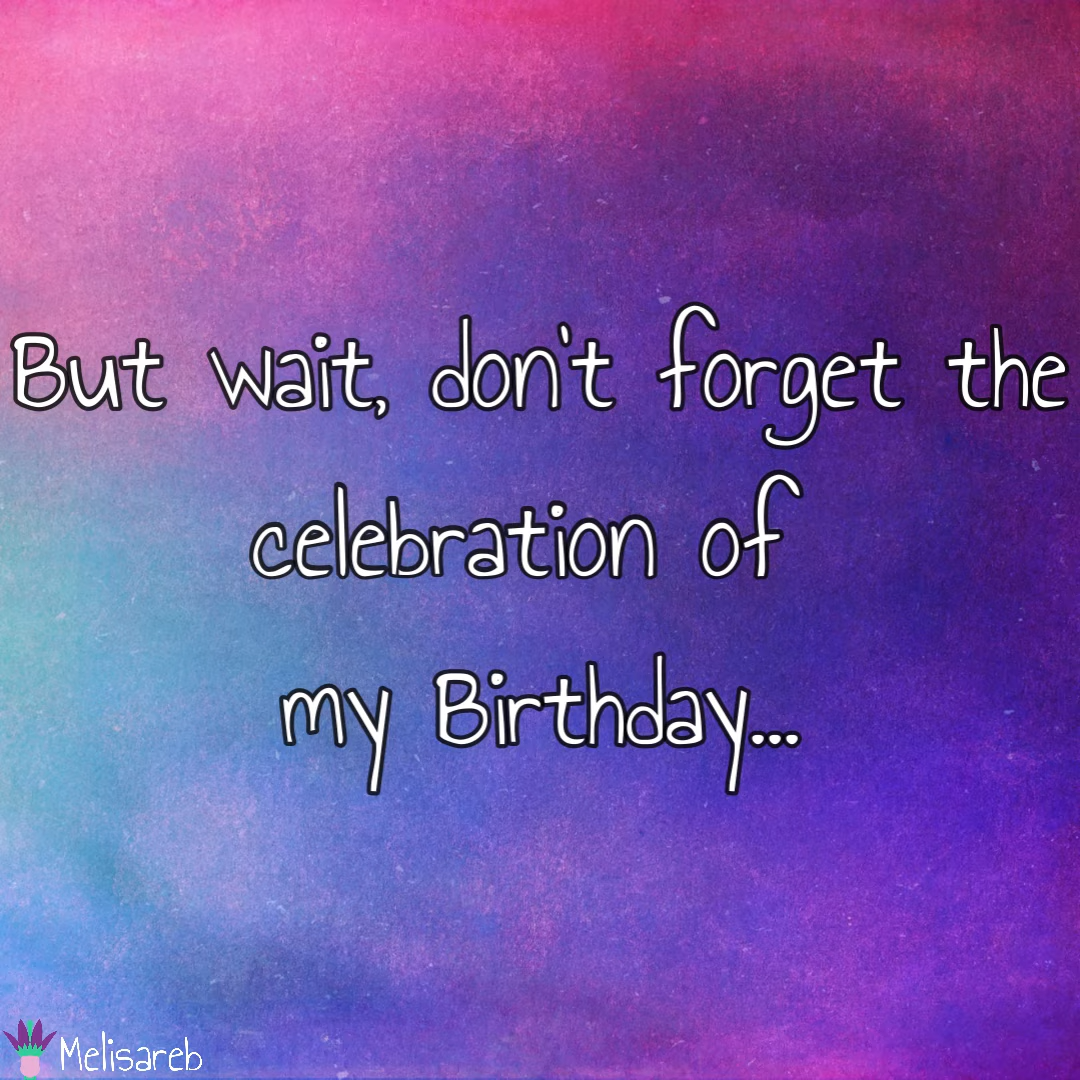 But wait, don't forget the
celebration of
my Birthday...
Melisareb